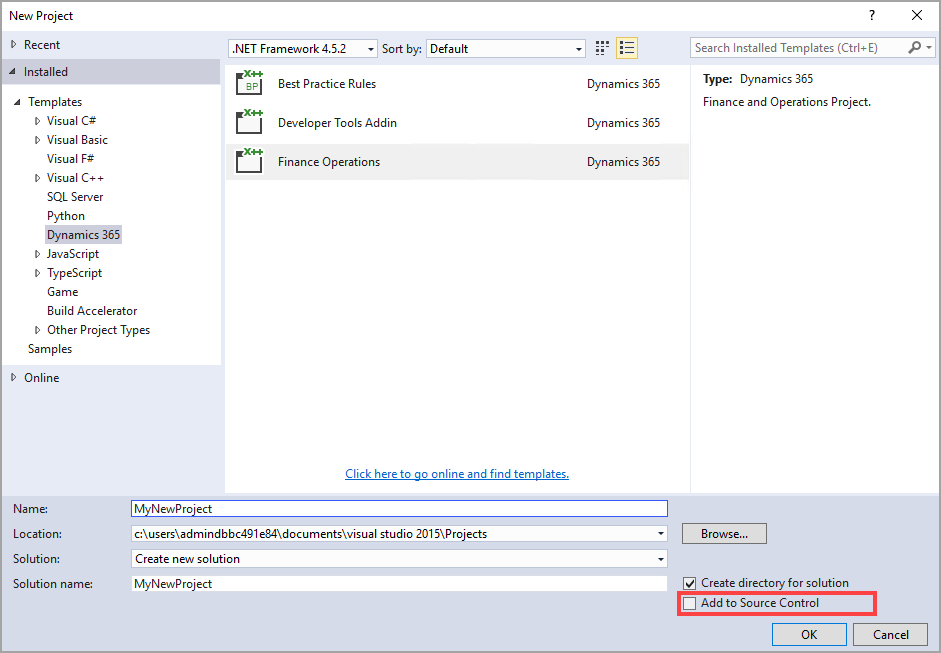 New Project
?
Recent
.NET Framework 4.5.2 Sort by: Default
Search Installed Templates (Ctrl+E)
Installed
Templates
Visual C#
Visual Basic
Visual F#
Visual C++
SQL Server
Python
Dynamics 365
JavaScript
TypeScript
Game
Build Accelerator
Other Project Types
Samples
Online
X++ BP Best Practice Rules Dynamics 365
X++ Developer Tools Addin Dynamics 365
X++ Finance Operations Dynamics 365
Click here to go online and find templates.
Type: Dynamics 365
Finance and Operations Project.
Name: MyNewProject
Location: c:\users\admindbbc491e84\documents\visual studio 2015\Projects Browse...
Solution: Create new solution
Solution name: MyNewProject
Create directory for solution
Add to Source Control
OK Cancel